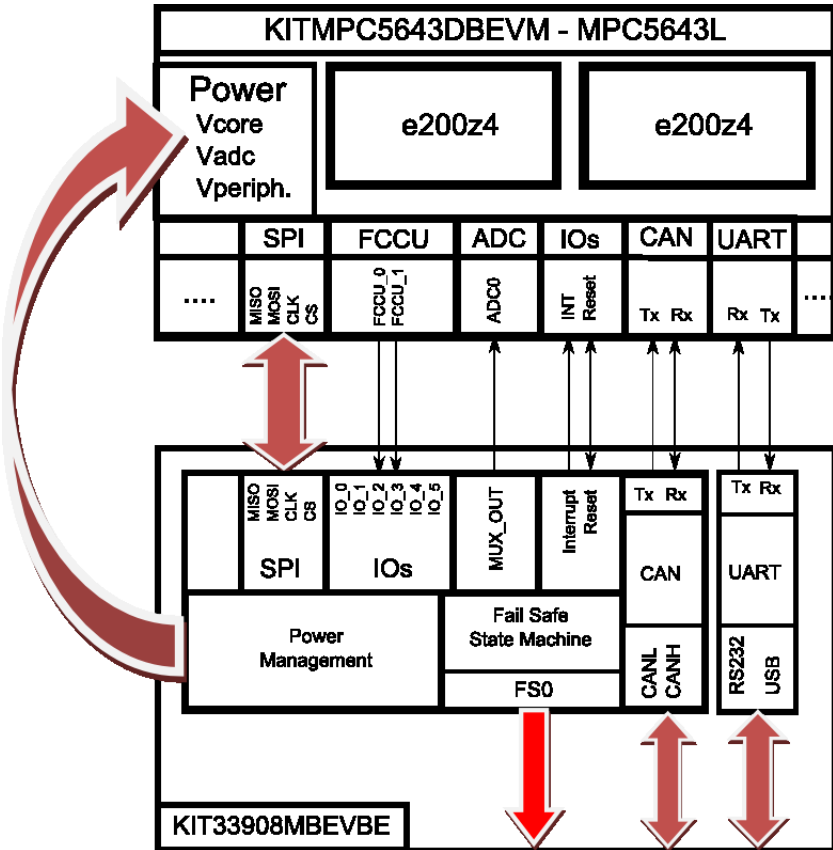 KITMPC5643DBEVM - MPC5643L
Power
Vcore
Vadc
Vperiph.
e200z4
e200z4
SPI
FCCU
ADC
IOs
CAN
UART
....
MISO
MOSI
CLK
CS
FCCU_0
FCCU_1
ADC0
INT
Reset
Tx Rx
Rx Tx
....
MISO
MOSI
CLK
CS
SPI
IO_0
IO_1
IO_2
IO_3
IO_4
IO_5
IOs
MUX_OUT
Interrupt
Reset
Tx Rx
CAN
CANL
CANH
Tx Rx
UART
RS232
USB
Power
Management
Fail Safe
State Machine
FS0
KIT33908MBEVBE